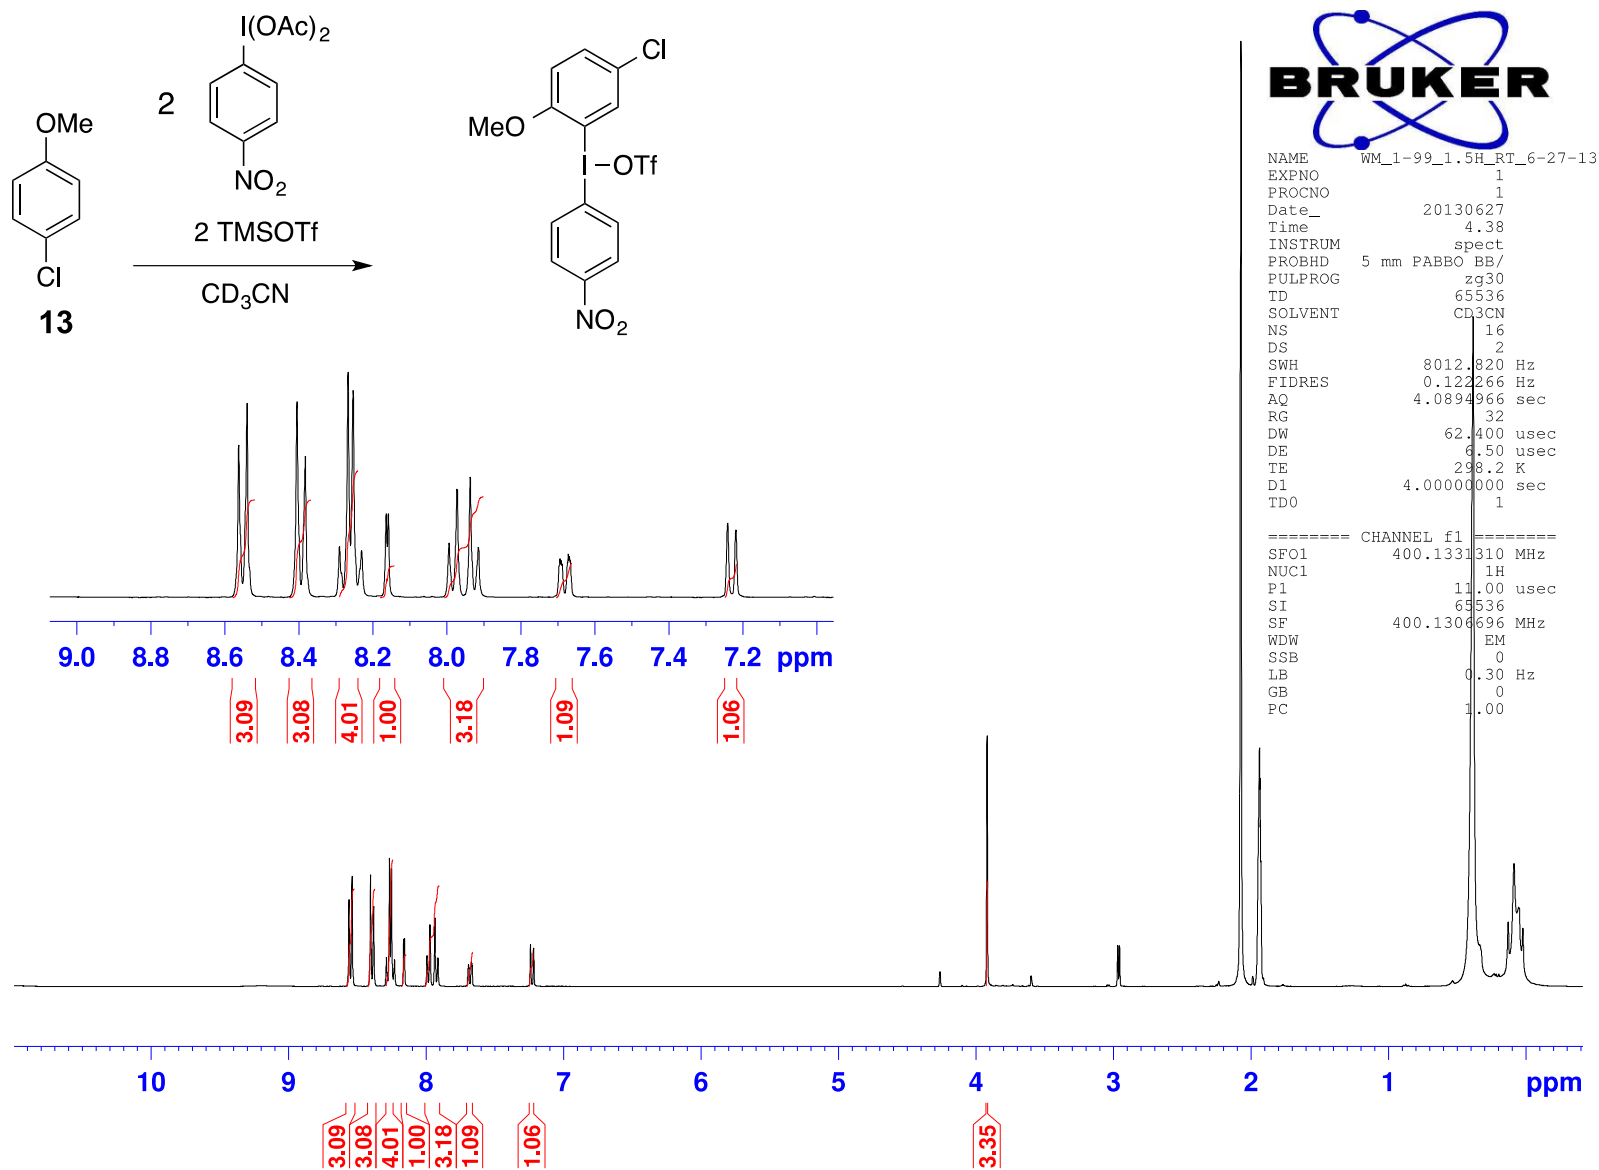 I(OAc)2
2
NO2
OMe
Cl
13
2 TMSOTf
CD3CN
Cl
MeO
I–OTf
NO2
BRUKER
NAME WM_1-99_1.5H_RT_6-27-13
EXPNO 1
PROCNO 1
Date_ 20130627
Time 4.38
INSTRUM spect
PROBHD 5 mm PABBO BB/
PULPROG zg30
TD 65536
SOLVENT CD3CN
NS 16
DS 2
SWH 8012.820 Hz
FIDRES 0.122266 Hz
AQ 4.0894966 sec
RG 32
DW 62.400 usec
DE 6.50 usec
TE 298.2 K
D1 4.00000000 sec
TD0 1
======== CHANNEL f1 ========
SFO1 400.1331310 MHz
NUC1 1H
P1 11.00 usec
SI 65536
SF 400.1306696 MHz
WDW EM
SSB 0
LB 0.30 Hz
GB 0
PC 1.00
9.0 8.8 8.6 8.4 8.2 8.0 7.8 7.6 7.4 7.2 ppm
3.09 3.08 4.01 1.00 3.18 1.09 1.06
10 9 8 7 6 5 4 3 2 1 ppm
3.09 3.08 4.01 1.00 3.18 1.09 1.06 3.35